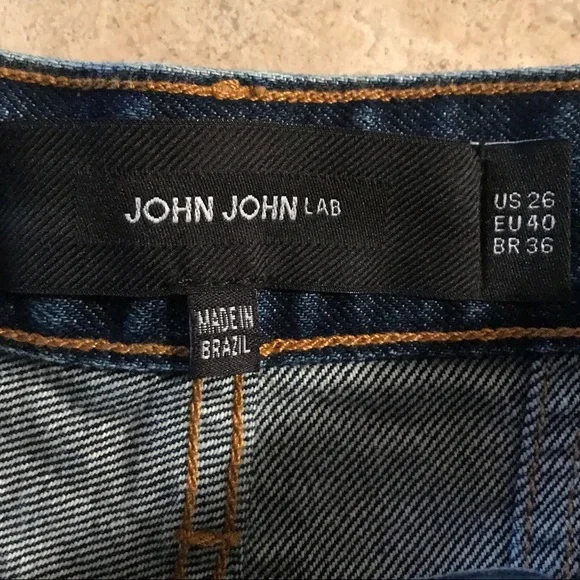 JOHN JOHN LAB
US 26
EU 40
BR 36
MADE IN
BRAZIL